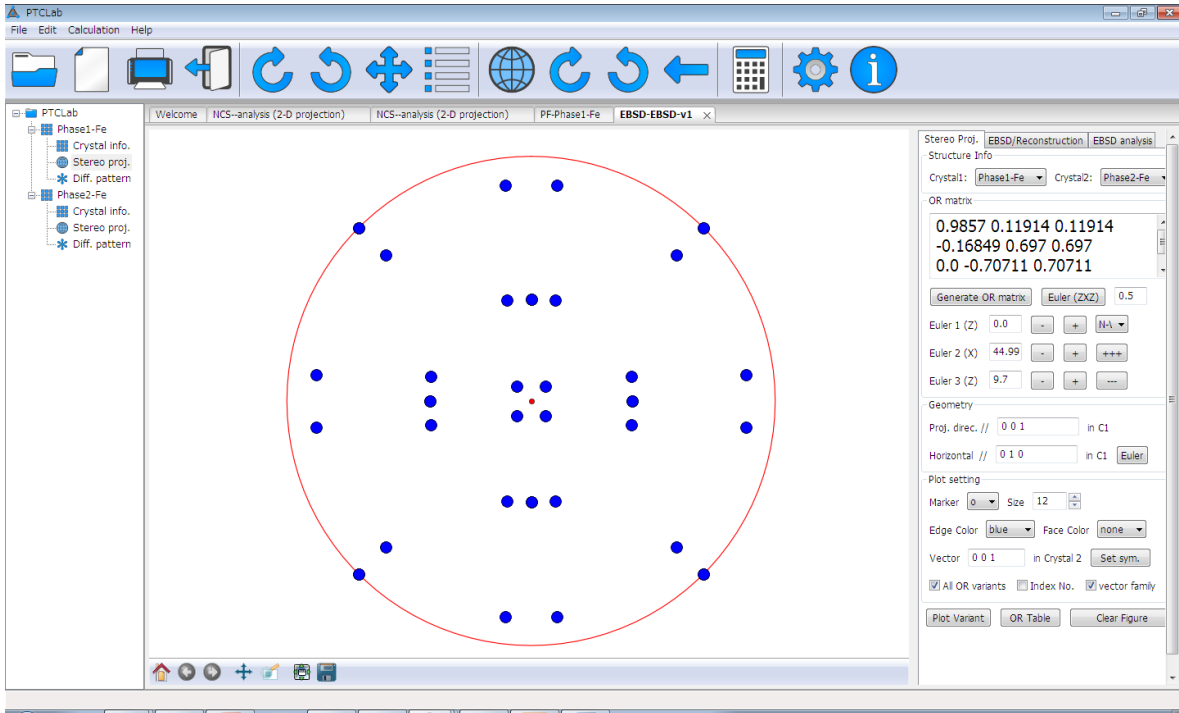 PTCLab
File Edit Calculation Help
PTCLab
Phase1-Fe
Crystal info.
Stereo proj.
Diff. pattern
Phase2-Fe
Crystal info.
Stereo proj.
Diff. pattern
Welcome NCS--analysis (2-D projection) NCS--analysis (2-D projection) PF-Phase1-Fe EBSD-EBSD-v1
Stereo Proj. EBSD/Reconstruction EBSD analysis
Structure Info
Crystal1: Phase1-Fe Crystal2: Phase2-Fe
OR matrix
0.9857 0.11914 0.11914
-0.16849 0.697 0.697
0.0 -0.70711 0.70711
Generate OR matrix Euler (ZXZ) 0.5
Euler 1 (Z) 0.0 - + N-\
Euler 2 (X) 44.99 - + +++
Euler 3 (Z) 9.7 - + ---
Geometry
Proj. direc. // 0 0 1 in C1
Horizontal // 0 1 0 in C1 Euler
Plot setting
Marker o Size 12
Edge Color blue Face Color none
Vector 0 0 1 in Crystal 2 Set sym.
All OR variants Index No. vector family
Plot Variant OR Table Clear Figure